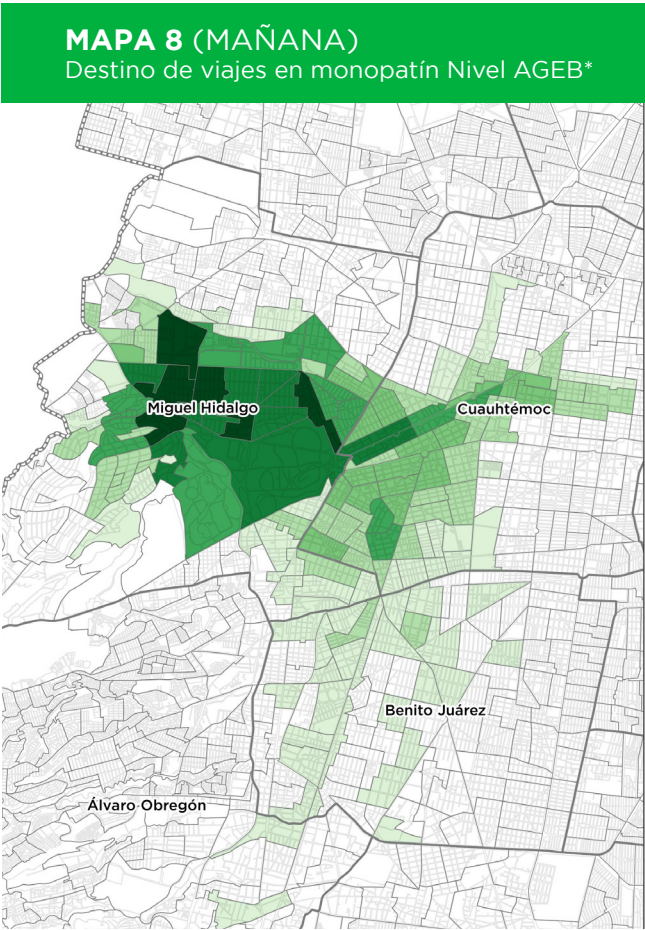 MAPA 8 (MAÑANA)
Destino de viajes en monopatín Nivel AGEB*
Miguel Hidalgo
Cuauhtémoc
Benito Juárez
Álvaro Obregón